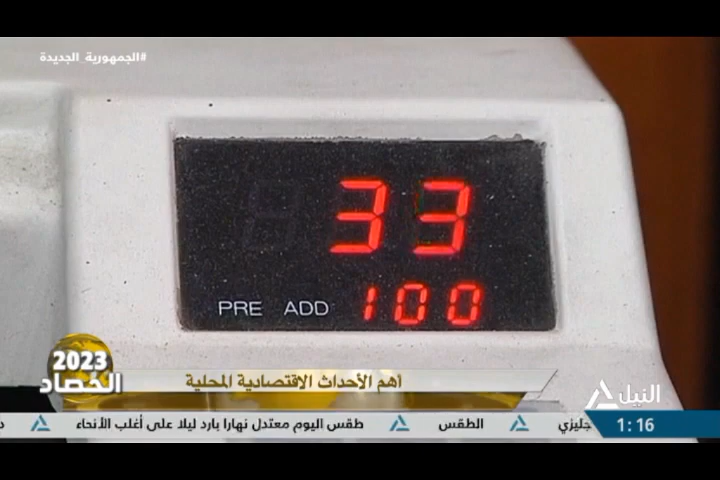 #الجمهورية_الجديدة
33
PRE ADD 100
2023
الحصاد
أهم الأحداث الاقتصادية المحلية
النيل
جليزي الطقس طقس اليوم معتدل نهارا بارد ليلا على أغلب الأنحاء
1:16